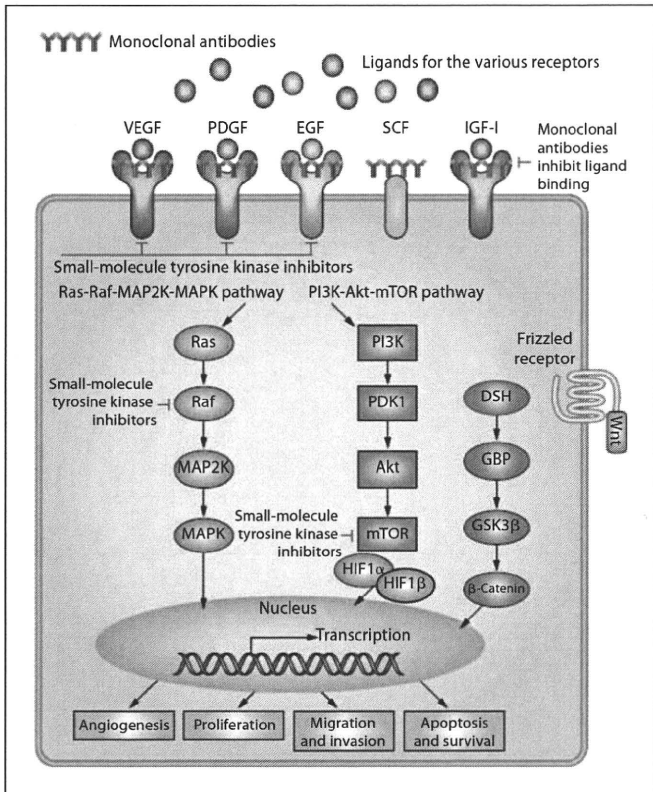 Monoclonal antibodies
Ligands for the various receptors
VEGF
PDGF
EGF
SCF
IGF-I
Monoclonal
antibodies
inhibit ligand
binding
Small-molecule tyrosine kinase inhibitors
Ras-Raf-MAP2K-MAPK pathway
PI3K-Akt-mTOR pathway
Ras
PI3K
Frizzled
receptor
Small-molecule
tyrosine kinase
inhibitors
Raf
PDK1
DSH
Wnt
MAP2K
Akt
GBP
MAPK
Small-molecule
tyrosine kinase
inhibitors
mTOR
GSK3β
HIF1α
HIF1β
β-Catenin
Nucleus
Transcription
Angiogenesis
Proliferation
Migration
and invasion
Apoptosis
and survival